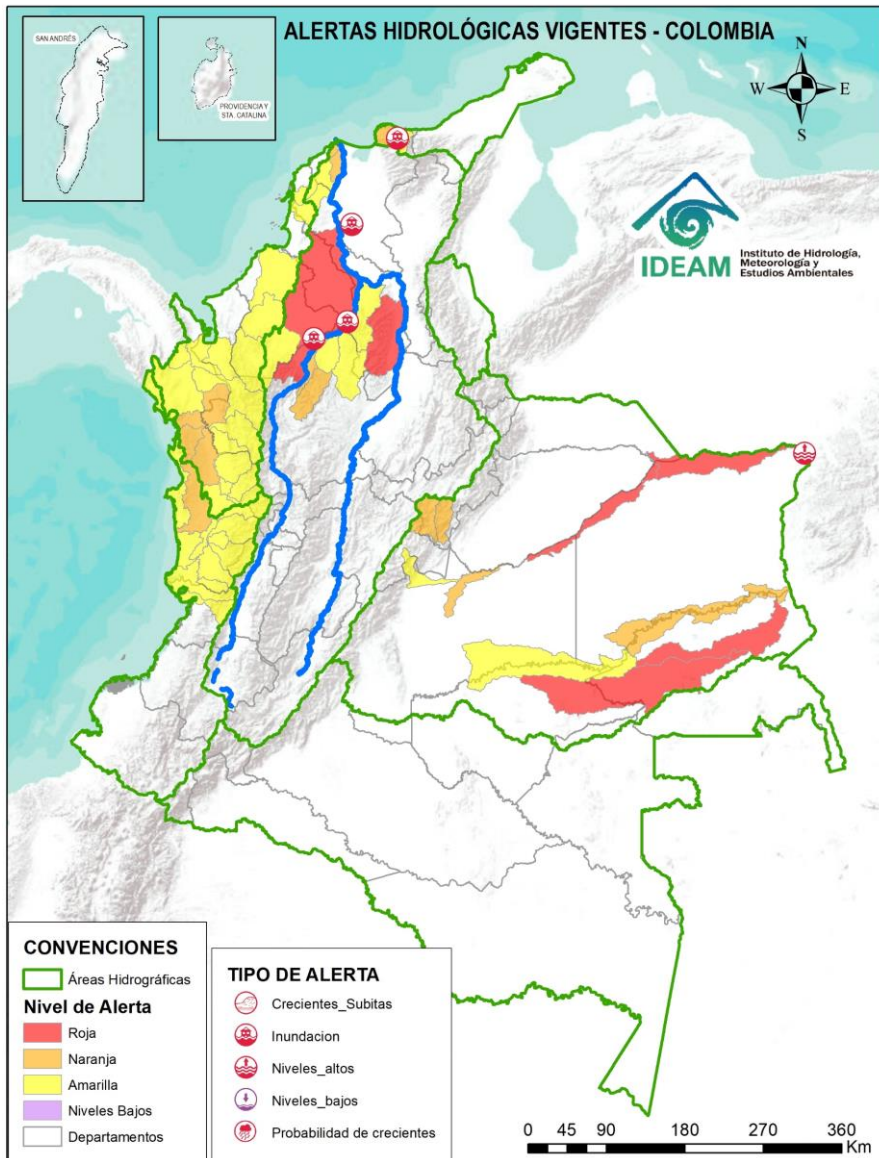 ALERTAS HIDROLÓGICAS VIGENTES - COLOMBIA
SAN ANDRÉS
PROVIDENCIA Y
STA. CATALINA
N
W
E
S
IDEAM
Instituto de Hidrología,
Meteorología y
Estudios Ambientales
CONVENCIONES
Áreas Hidrográficas
Nivel de Alerta
Roja
Naranja
Amarilla
Niveles Bajos
Departamentos
TIPO DE ALERTA
Crecientes_Subitas
Inundacion
Niveles_altos
Niveles_bajos
Probabilidad de crecientes
0 45 90 180 270 360
Km